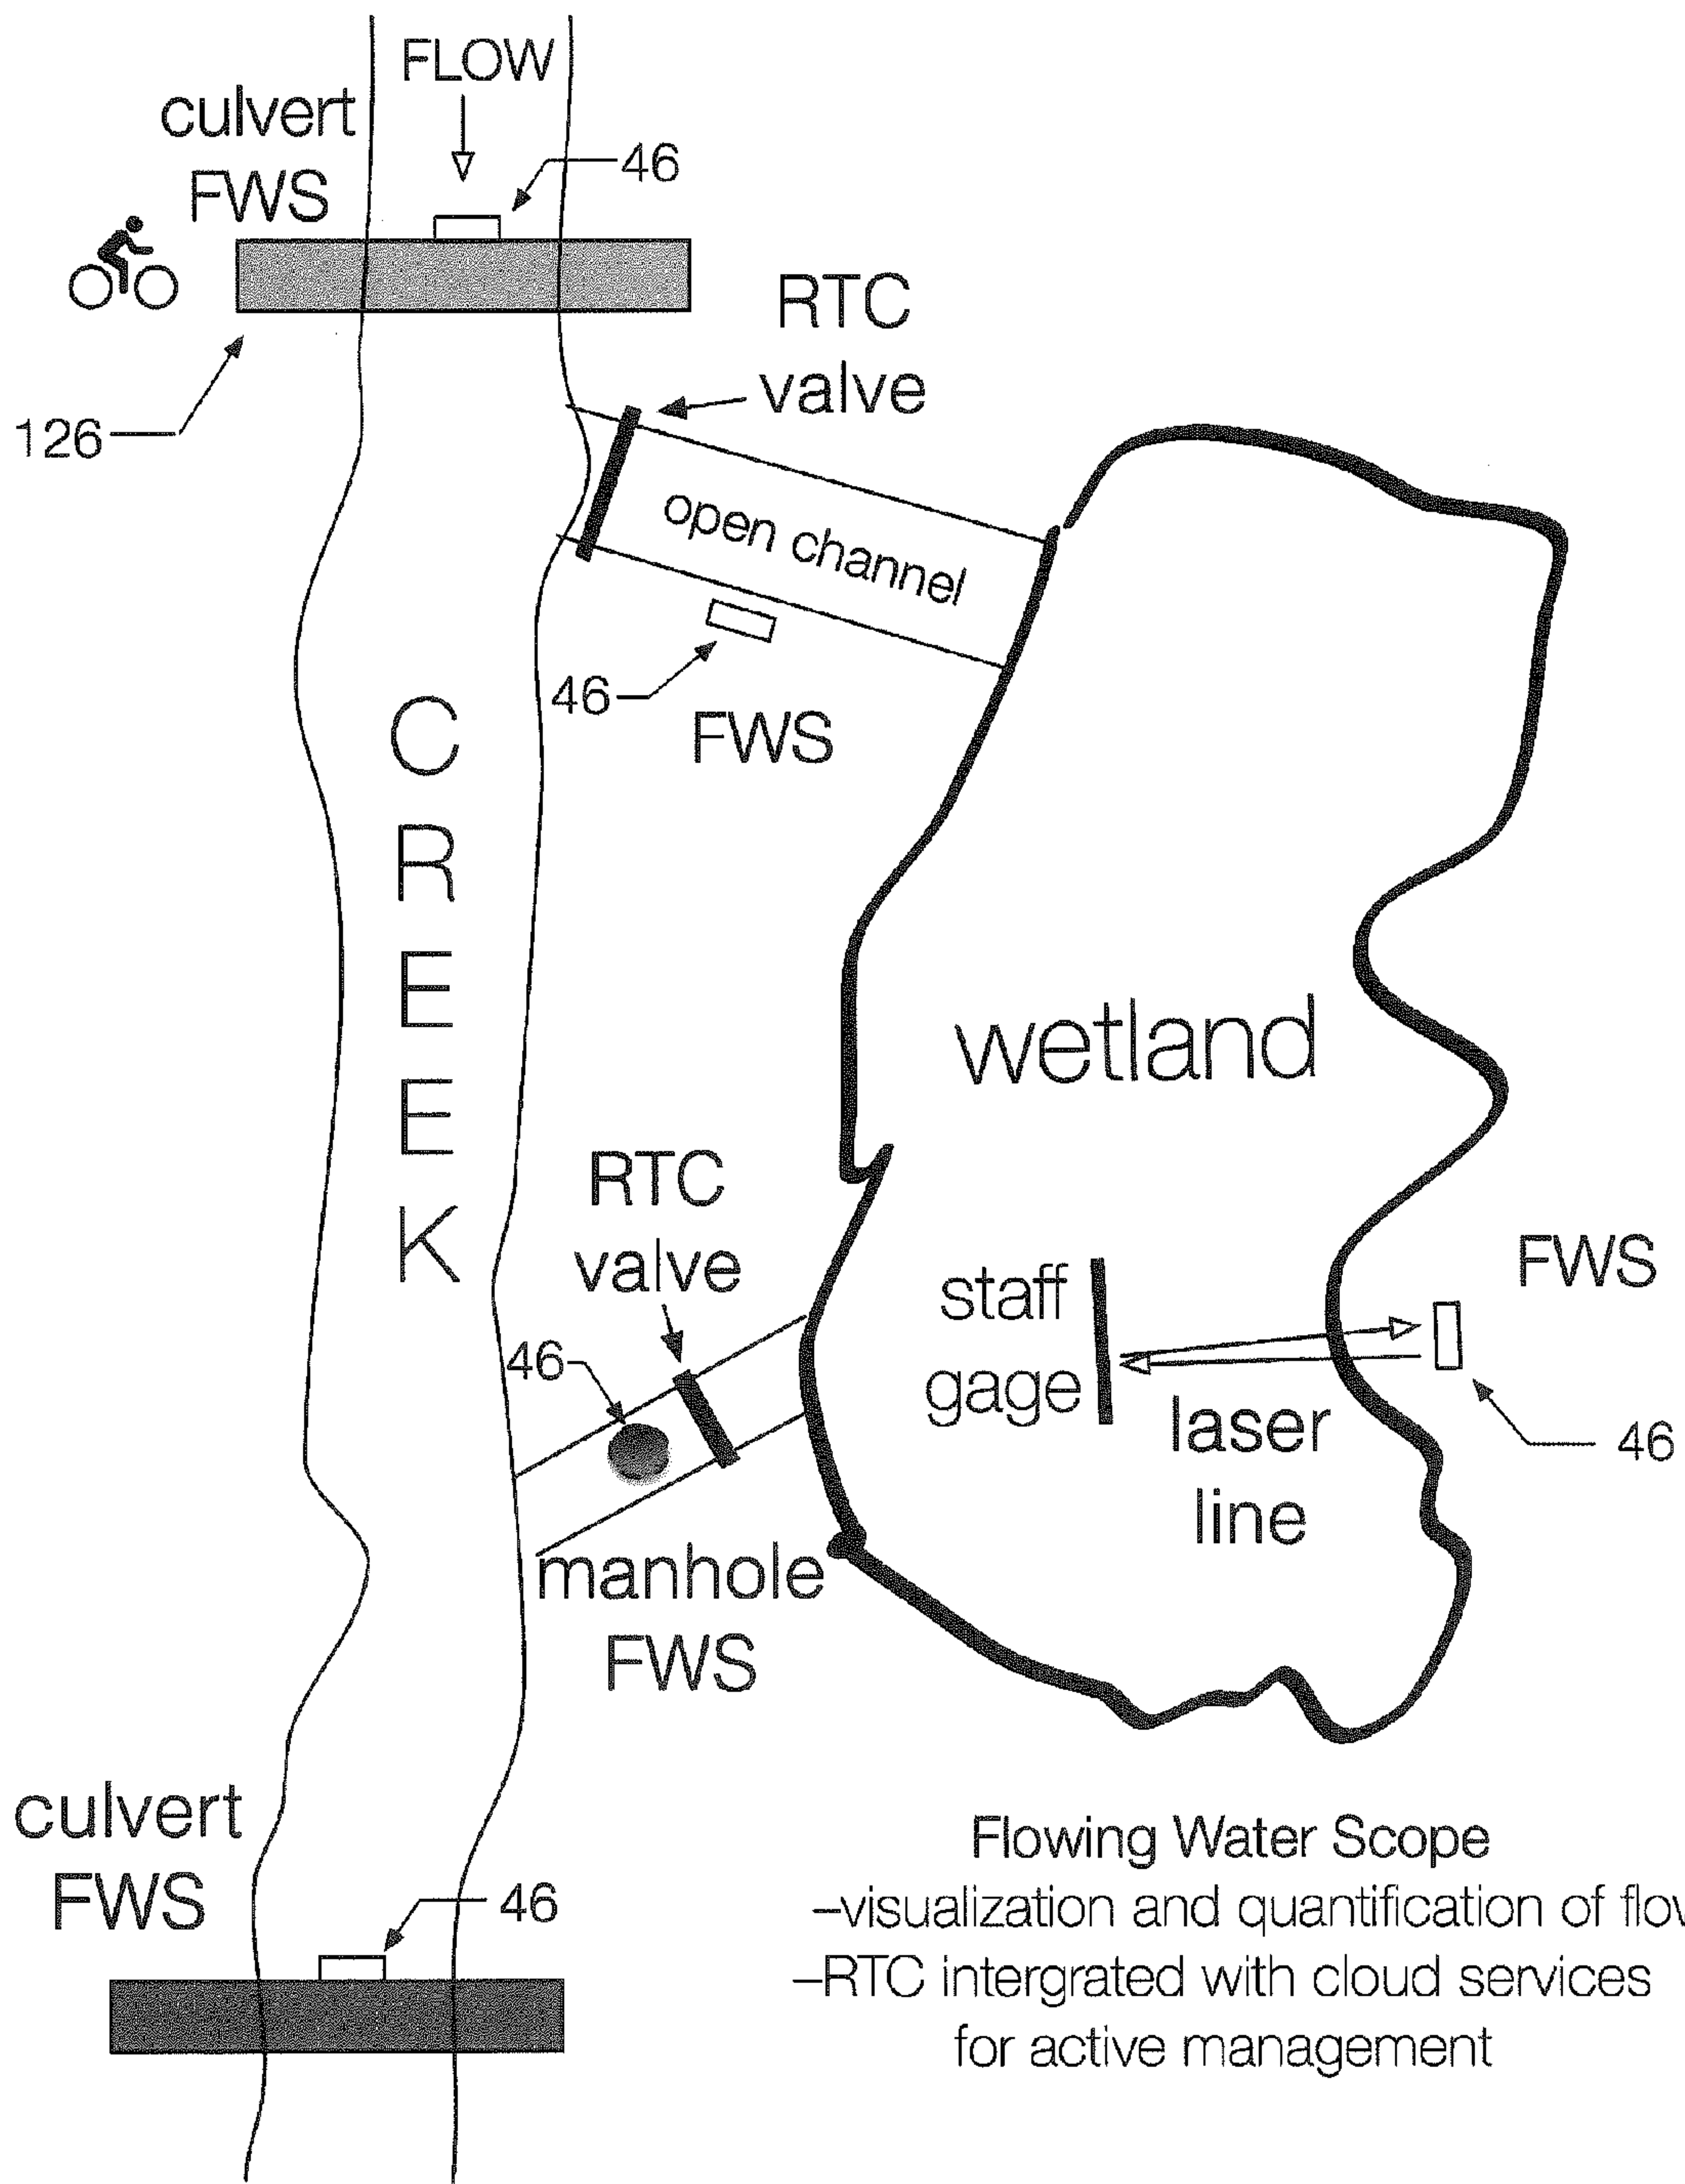 FLOW
culvert
FWS
46
126
RTC
valve
open channel
46
FWS
C
R
E
E
K
wetland
RTC
valve
46
staff
gage
laser
line
FWS
46
manhole
FWS
culvert
FWS
46
Flowing Water Scope
–visualization and quantification of flow
–RTC intergrated with cloud services
for active management